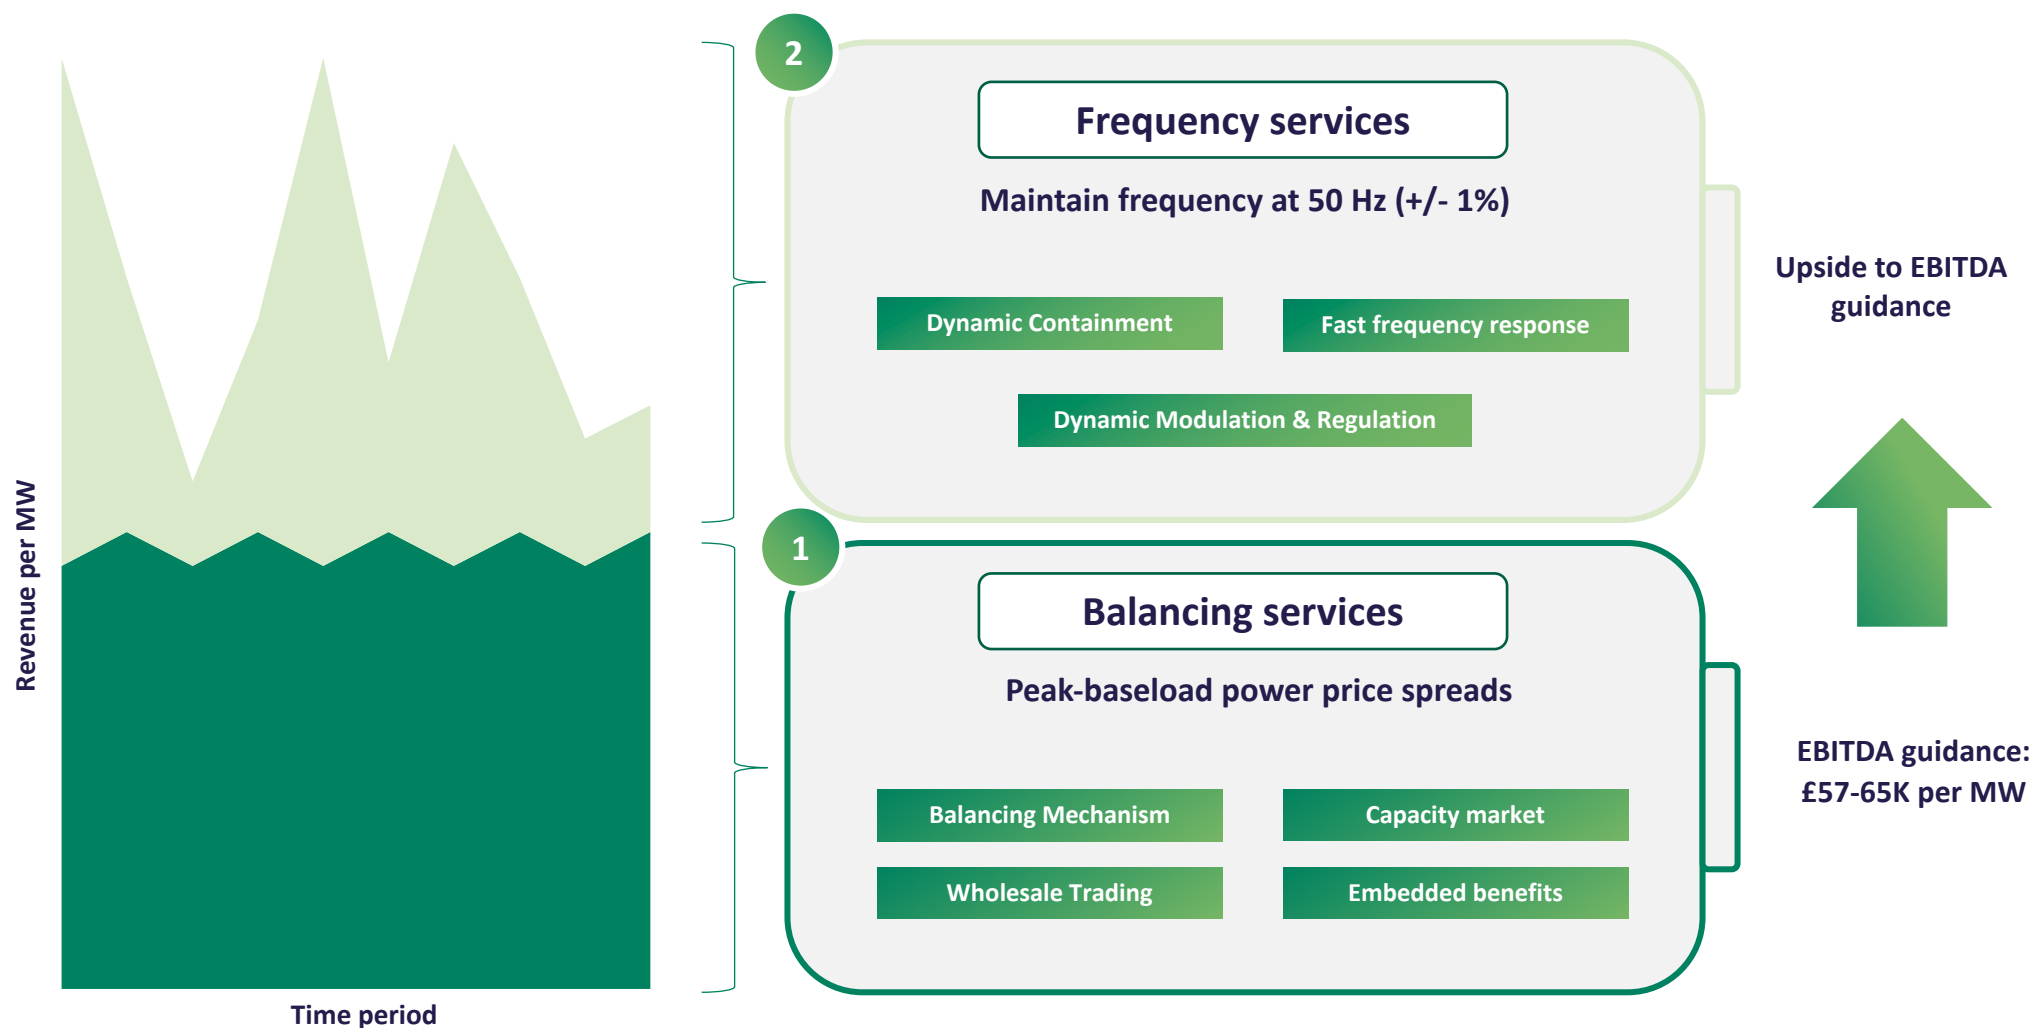 Revenue per MW
Time period
2
Frequency services
Maintain frequency at 50 Hz (+/- 1%)
Dynamic Containment
Fast frequency response
Dynamic Modulation & Regulation
Upside to EBITDA
guidance
1
Balancing services
Peak-baseload power price spreads
Balancing Mechanism
Capacity market
Wholesale Trading
Embedded benefits
EBITDA guidance:
£57-65K per MW